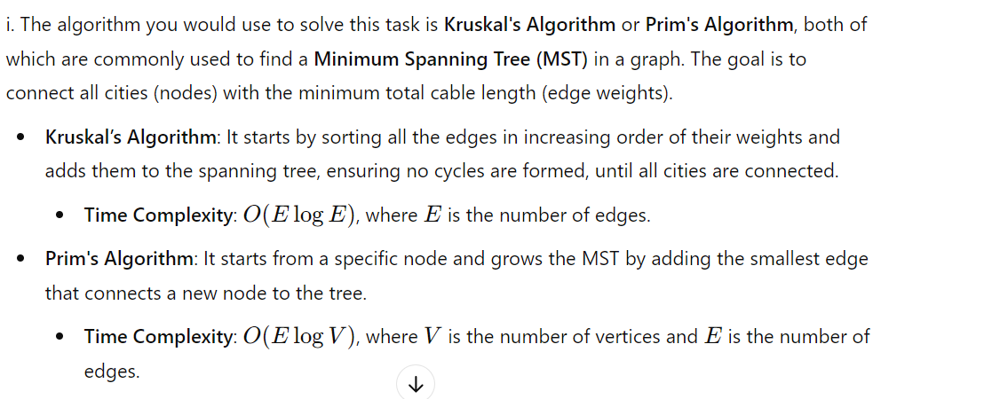 i. The algorithm you would use to solve this task is Kruskal's Algorithm or Prim's Algorithm, both of
which are commonly used to find a Minimum Spanning Tree (MST) in a graph. The goal is to
connect all cities (nodes) with the minimum total cable length (edge weights).
• Kruskal’s Algorithm: It starts by sorting all the edges in increasing order of their weights and
adds them to the spanning tree, ensuring no cycles are formed, until all cities are connected.
• Time Complexity: O(E log E), where E is the number of edges.
• Prim's Algorithm: It starts from a specific node and grows the MST by adding the smallest edge
that connects a new node to the tree.
• Time Complexity: O(E log V), where V is the number of vertices and E is the number of
edges.